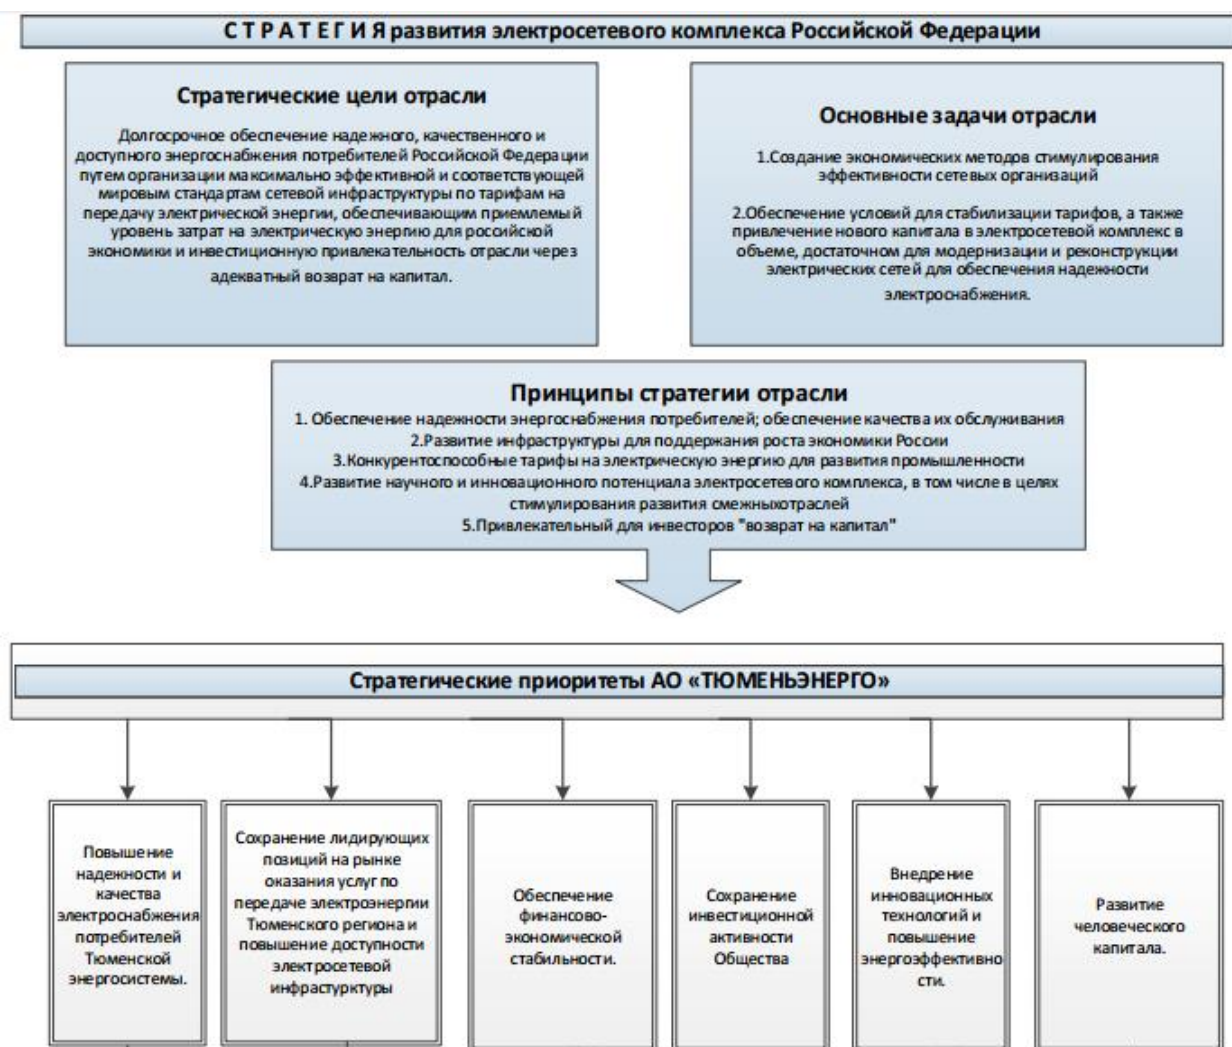 С Т Р А Т Е Г И Я развития электросетевого комплекса Российской Федерации
Стратегические цели отрасли
Долгосрочное обеспечение надежного, качественного и
доступного энергоснабжения потребителей Российской Федерации
путем организации максимально эффективной и соответствующей
мировым стандартам сетевой инфраструктуры по тарифам на
передачу электрической энергии, обеспечивающим приемлемый
уровень затрат на электрическую энергию для российской
экономики и инвестиционную привлекательность отрасли через
адекватный возврат на капитал.
Основные задачи отрасли
1.Создание экономических методов стимулирования
эффективности сетевых организаций
2.Обеспечение условий для стабилизации тарифов, а также
привлечение нового капитала в электросетевой комплекс в
объеме, достаточном для модернизации и реконструкции
электрических сетей для обеспечения надежности
электроснабжения.
Принципы стратегии отрасли
1. Обеспечение надежности энергоснабжения потребителей; обеспечение качества их обслуживания
2.Развитие инфраструктуры для поддержания роста экономики России
3.Конкурентоспособные тарифы на электрическую энергию для развития промышленности
4.Развитие научного и инновационного потенциала электросетевого комплекса, в том числе в целях
стимулирования развития смежныхотраслей
5.Привлекательный для инвесторов "возврат на капитал"
Стратегические приоритеты АО «ТЮМЕНЬЭНЕРГО»
Повышение
надежности и
качества
электроснабжения
потребителей
Тюменской
энергосистемы.
Сохранение лидирующих
позиций на рынке
оказания услуг по
передаче электроэнергии
Тюменского региона и
повышение доступности
электросетевой
инфрастурктуры
Обеспечение
финансово-
экономической
стабильности.
Сохранение
инвестиционной
активности
Общества
Внедрение
инновационных
технологий и
повышение
энергоэффективно
сти.
Развитие
человеческого
капитала.